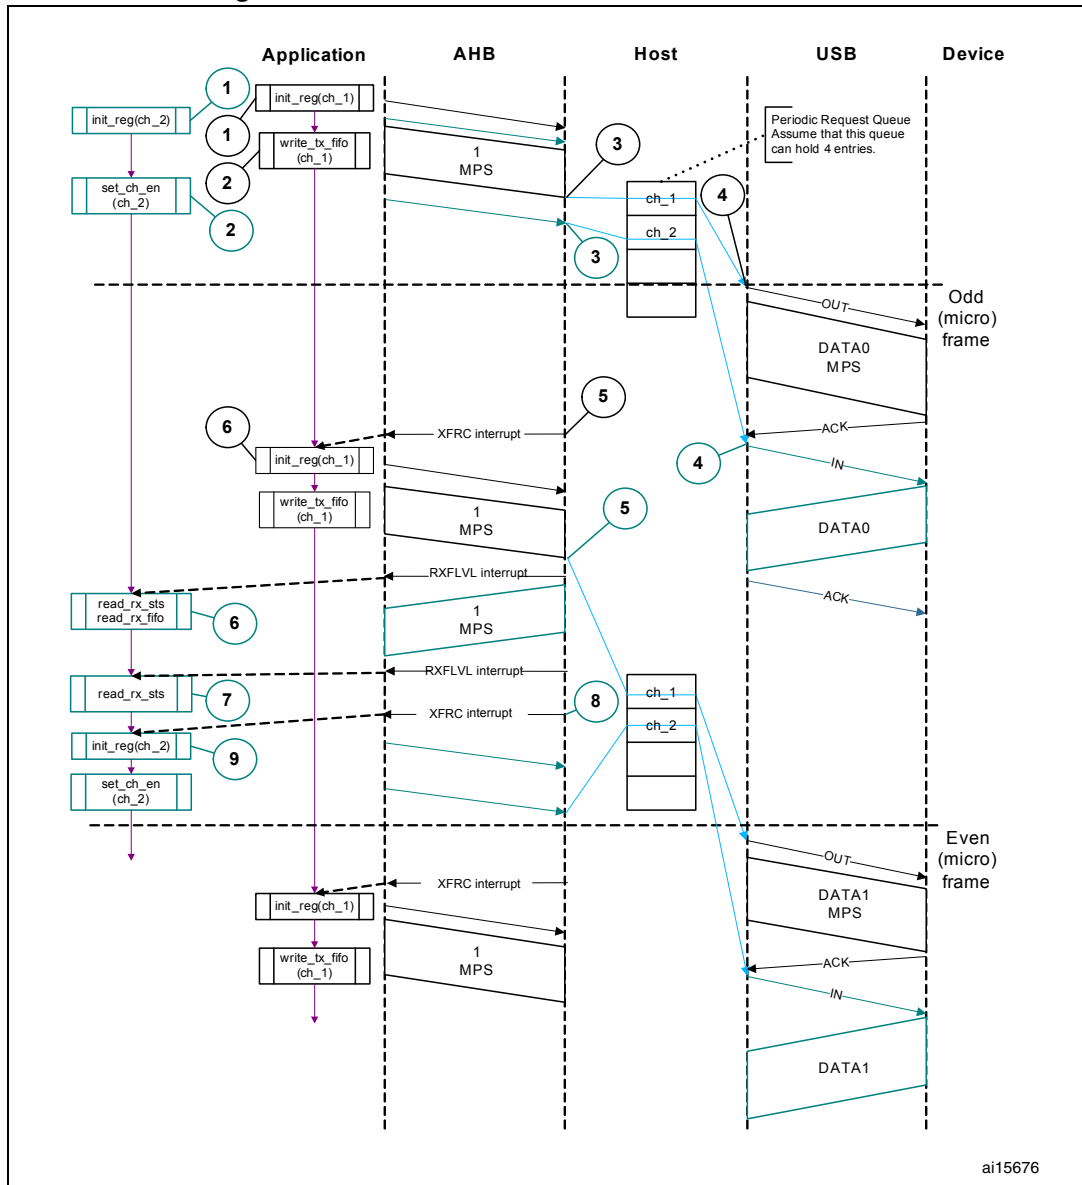 Application
AHB
Host
USB
Device
1
init_reg(ch_2)
init_reg(ch_1)
1
write_tx_fifo
(ch_1)
2
set_ch_en
(ch_2)
2
1
MPS
3
3
Periodic Request Queue
Assume that this queue
can hold 4 entries.
ch_1
ch_2
4
Odd
(micro)
frame
OUT
DATA0
MPS
ACK
5
XFRC interrupt
6
init_reg(ch_1)
4
IN
write_tx_fifo
(ch_1)
1
MPS
5
DATA0
RXFLVL interrupt
ACK
read_rx_sts
read_rx_fifo
6
1
MPS
RXFLVL interrupt
read_rx_sts
7
XFRC interrupt
8
ch_1
ch_2
init_reg(ch_2)
9
set_ch_en
(ch_2)
Even
(micro)
frame
OUT
DATA1
MPS
XFRC interrupt
init_reg(ch_1)
write_tx_fifo
(ch_1)
1
MPS
ACK
IN
DATA1
ai15676